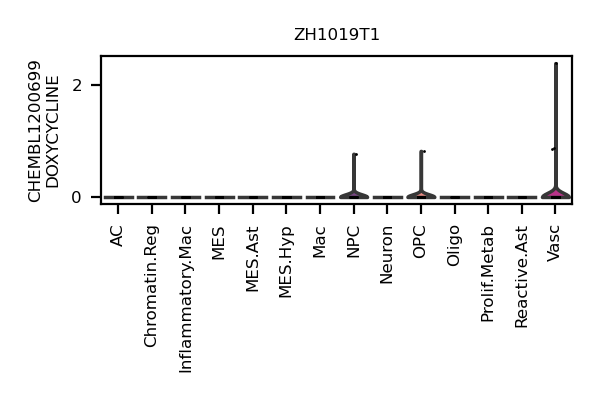 ZH1019T1
CHEMBL1200699
DOXYCYCLINE
2
0
AC
Chromatin.Reg
Inflammatory.Mac
MES
MES.Ast
MES.Hyp
Mac
NPC
Neuron
OPC
Oligo
Prolif.Metab
Reactive.Ast
Vasc